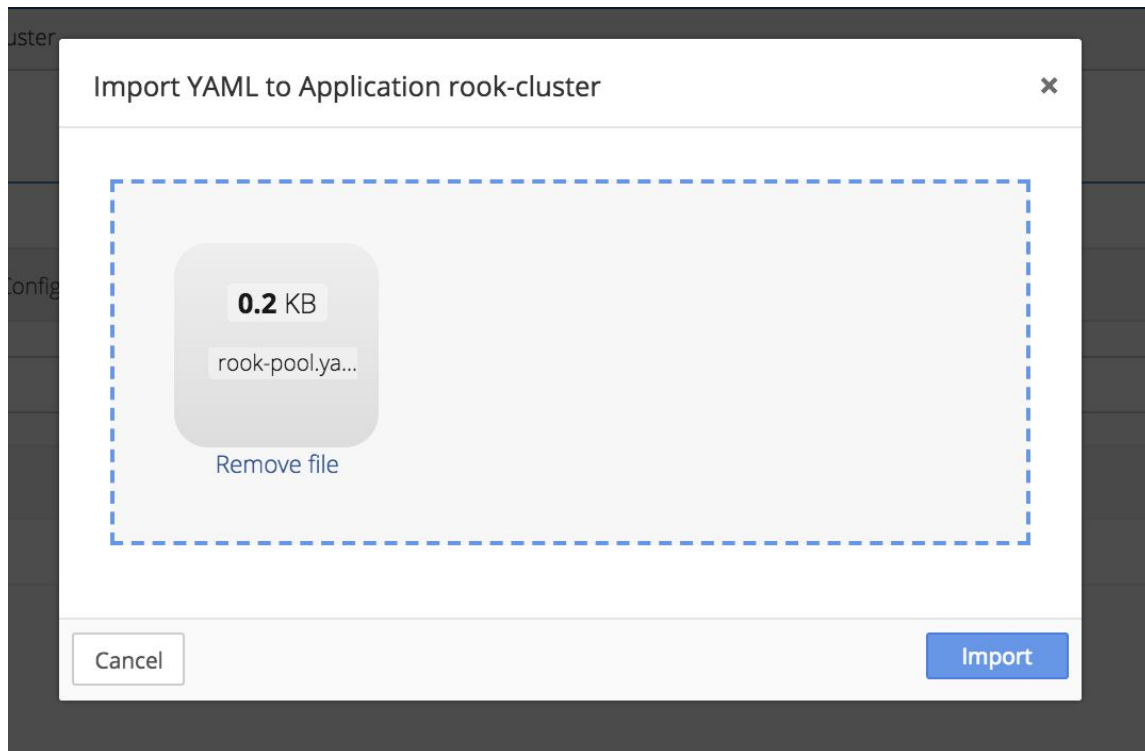 uster
Import YAML to Application rook-cluster
×
Config
0.2 KB
rook-pool.ya...
Remove file
Cancel
Import